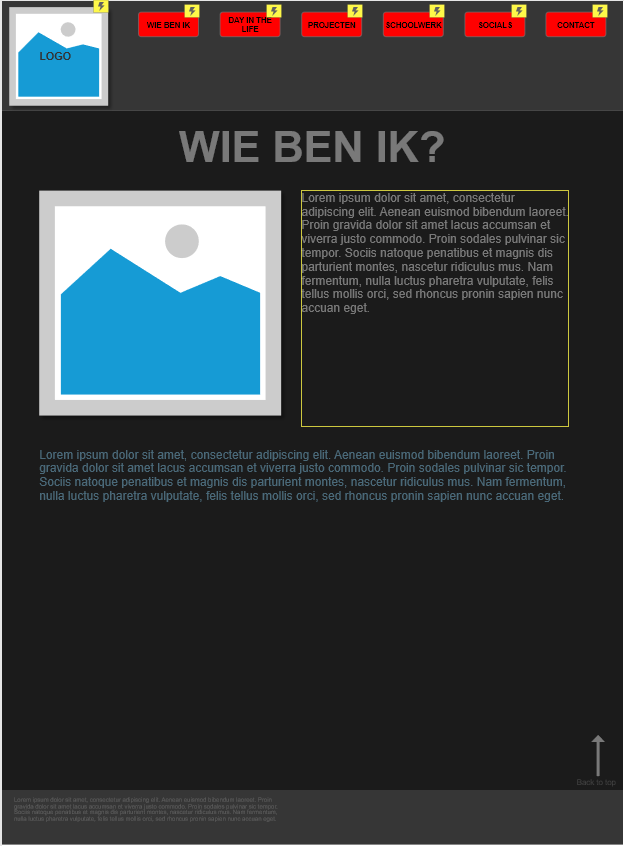 LOGO
WIE BEN IK
DAY IN THE
LIFE
PROJECTEN
SCHOOLWERK
SOCIALS
CONTACT
WIE BEN IK?
Lorem ipsum dolor sit amet, consectetur
adipiscing elit. Aenean euismod bibendum laoreet.
Proin gravida dolor sit amet lacus accumsan et
viverra justo commodo. Proin sodales pulvinar sic
tempor. Sociis natoque penatibus et magnis dis
parturient montes, nascetur ridiculus mus. Nam
fermentum, nulla luctus pharetra vulputate, felis
tellus mollis orci, sed rhoncus pronin sapien nunc
accuan eget.
Lorem ipsum dolor sit amet, consectetur adipiscing elit. Aenean euismod bibendum laoreet. Proin
gravida dolor sit amet lacus accumsan et viverra justo commodo. Proin sodales pulvinar sic tempor.
Sociis natoque penatibus et magnis dis parturient montes, nascetur ridiculus mus. Nam fermentum,
nulla luctus pharetra vulputate, felis tellus mollis orci, sed rhoncus pronin sapien nunc accuan eget.
Back to top
Lorem ipsum dolor sit amet, consectetur adipiscing elit. Aenean euismod bibendum laoreet. Proin
gravida dolor sit amet lacus accumsan et viverra justo commodo. Proin sodales pulvinar sic tempor.
Sociis natoque penatibus et magnis dis parturient montes, nascetur ridiculus mus. Nam fermentum,
nulla luctus pharetra vulputate, felis tellus mollis orci, sed rhoncus pronin sapien nunc accuan eget.